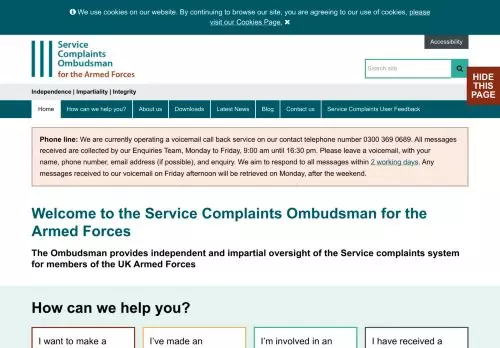 We use cookies on our website. By continuing to browse our site, you are agreeing to our use of cookies, please
visit our Cookies Page.
Accessibility
Service
Complaints
Ombudsman
for the Armed Forces
Search site
HIDE
THIS
PAGE
Independence | Impartiality | Integrity
Home How can we help you? About us Downloads Latest News Blog Contact us Service Complaints User Feedback
Phone line: We are currently operating a voicemail call back service on our contact telephone number 0300 369 0689. All messages
received are collected by our Enquiries Team, Monday to Friday, 9:00 am until 16:30 pm. Please leave a voicemail, with your
name, phone number, email address (if possible), and enquiry. We aim to respond to all messages within 2 working days. Any
messages received to our voicemail on Friday afternoon will be retrieved on Monday, after the weekend.
Welcome to the Service Complaints Ombudsman for the
Armed Forces
The Ombudsman provides independent and impartial oversight of the Service complaints system
for members of the UK Armed Forces
How can we help you?
I want to make a
I've made an
I'm involved in an
I have received a